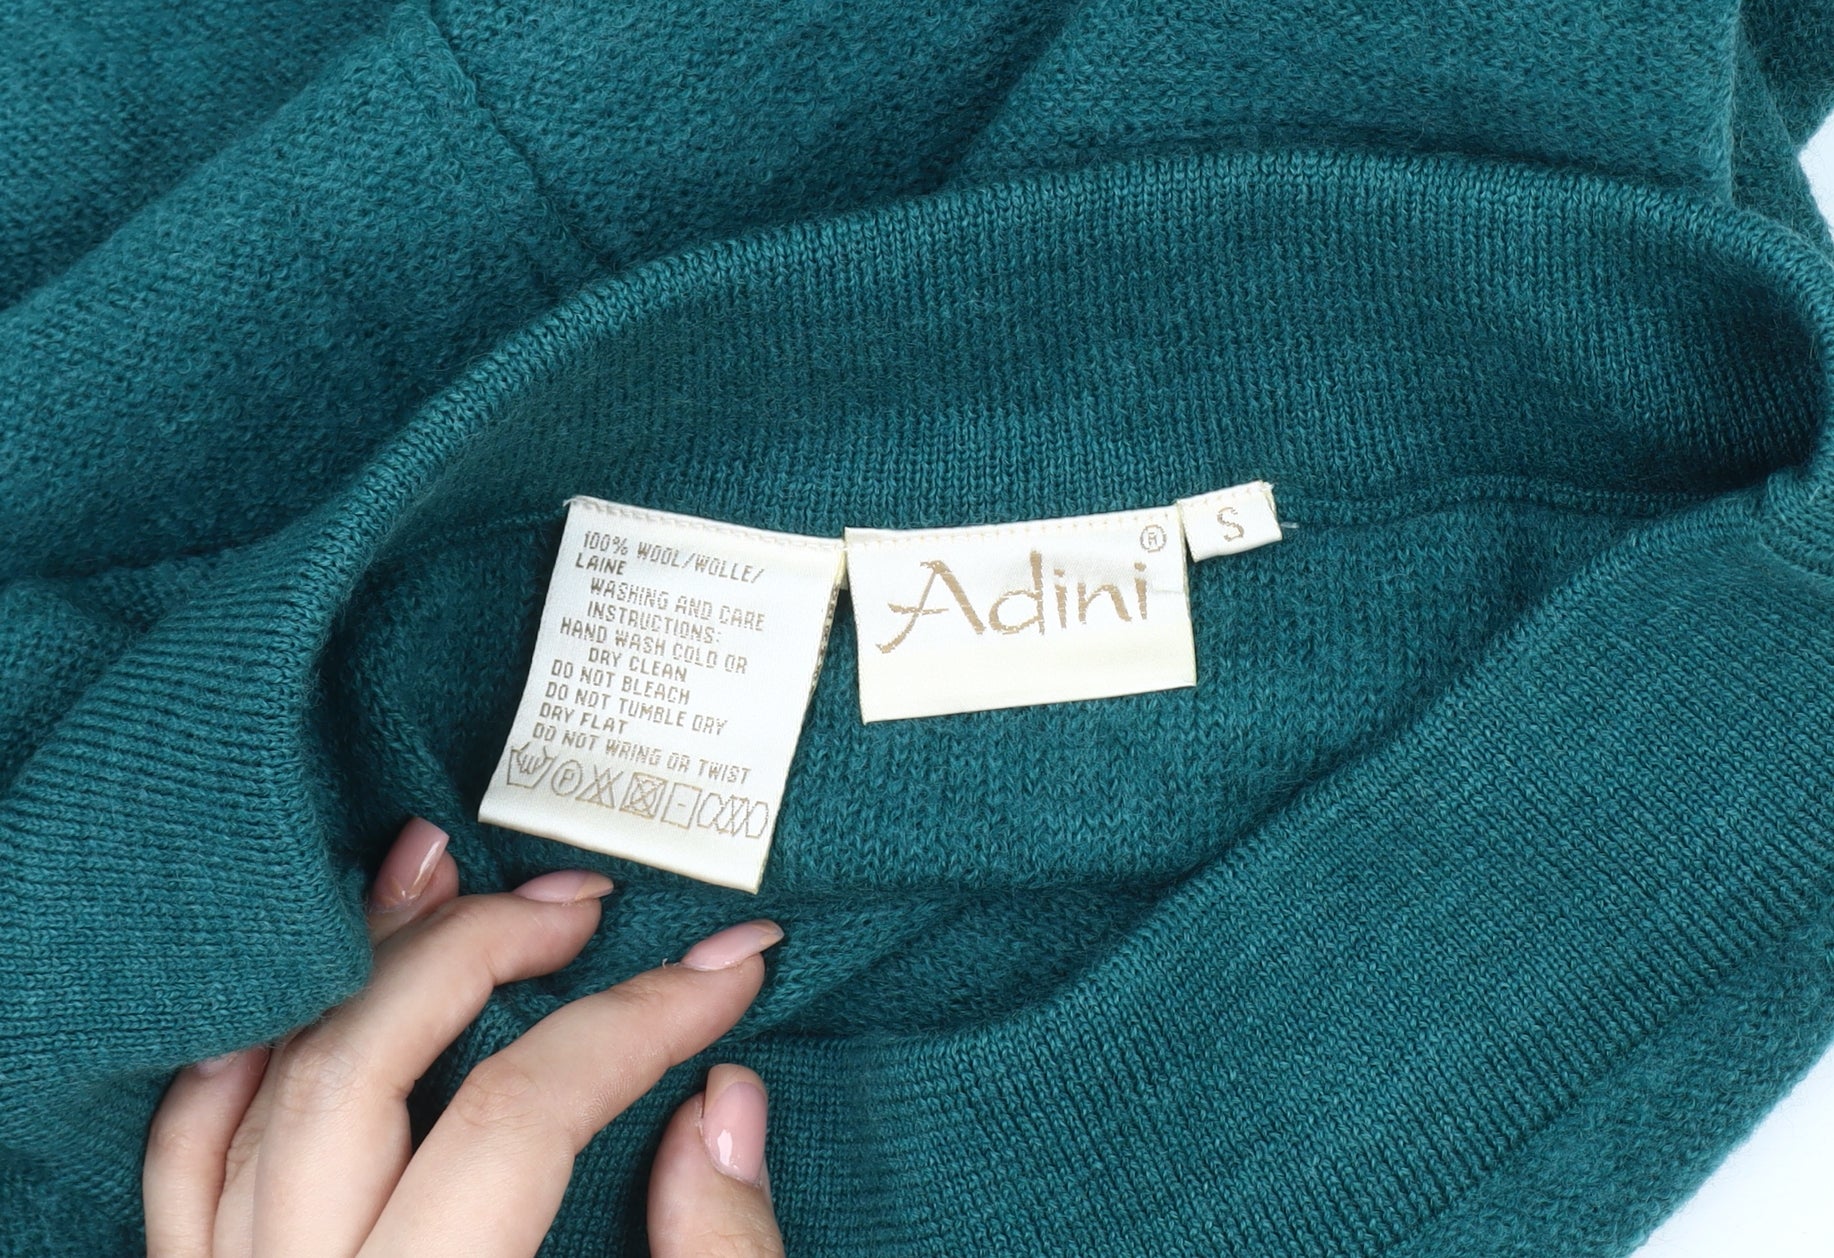 100% WOOL/WOLLE/
LAINE
WASHING AND CARE
INSTRUCTIONS:
HAND WASH COLD OR
DRY CLEAN
DO NOT BLEACH
DO NOT TUMBLE DRY
DRY FLAT
DO NOT WRING OR TWIST
P
Adini ®
S